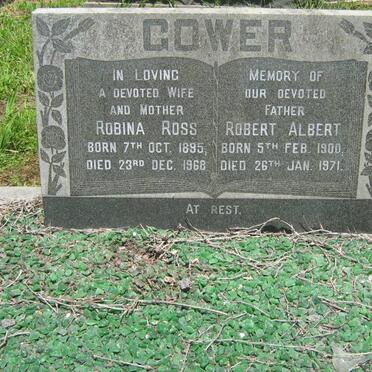 GOWER
IN LOVING
A DEVOTED WIFE
AND MOTHER
ROBINA ROSS
BORN 7TH OCT. 1895,
DIED 23RD DEC. 1968
MEMORY OF
OUR DEVOTED
FATHER
ROBERT ALBERT
BORN 5TH FEB. 1900,
DIED 26TH JAN. 1971.
AT REST.